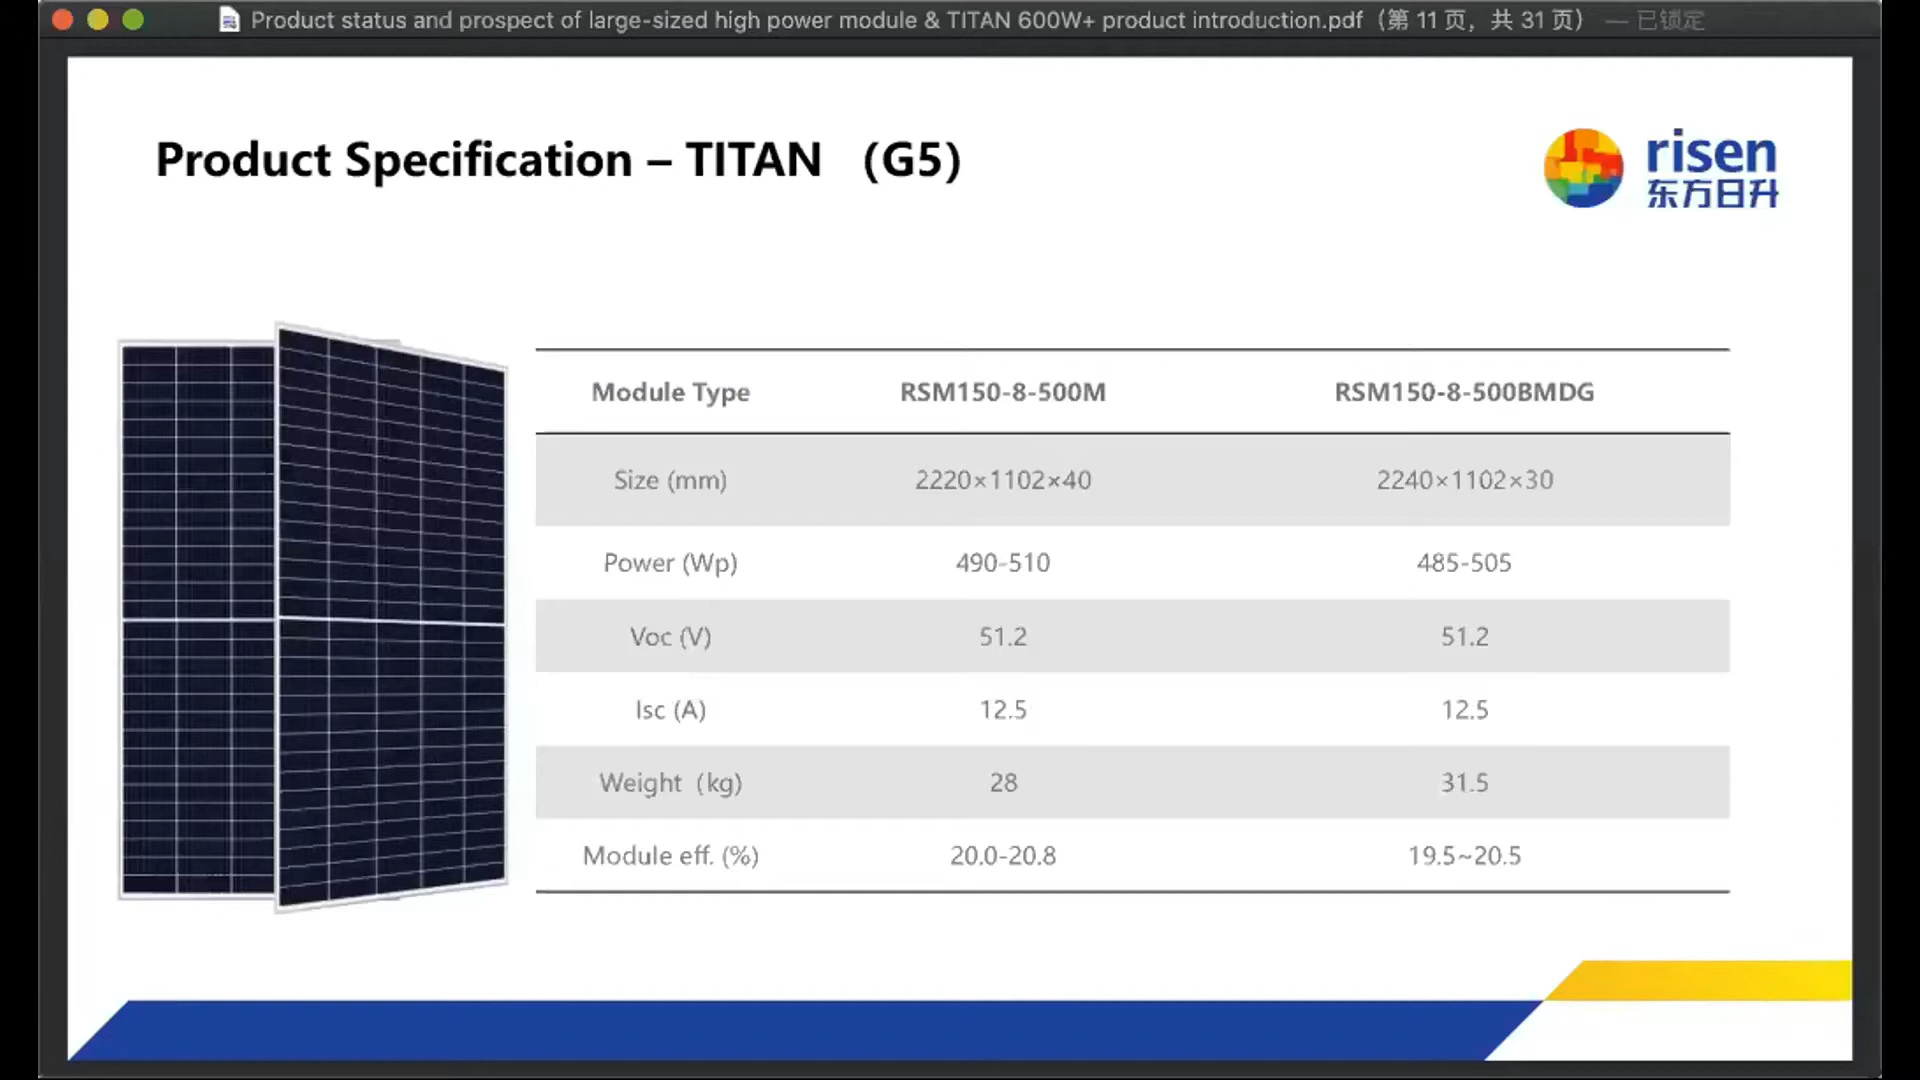 Product status and prospect of large-sized high power module & TITAN 600W+ product introduction.pdf（第 11 页，共 31 页） — 已锁定
Product Specification – TITAN （G5）
risen
东方日升
Module Type RSM150-8-500M RSM150-8-500BMDG
Size (mm) 2220×1102×40 2240×1102×30
Power (Wp) 490-510 485-505
Voc (V) 51.2 51.2
Isc (A) 12.5 12.5
Weight（kg) 28 31.5
Module eff. (%) 20.0-20.8 19.5~20.5